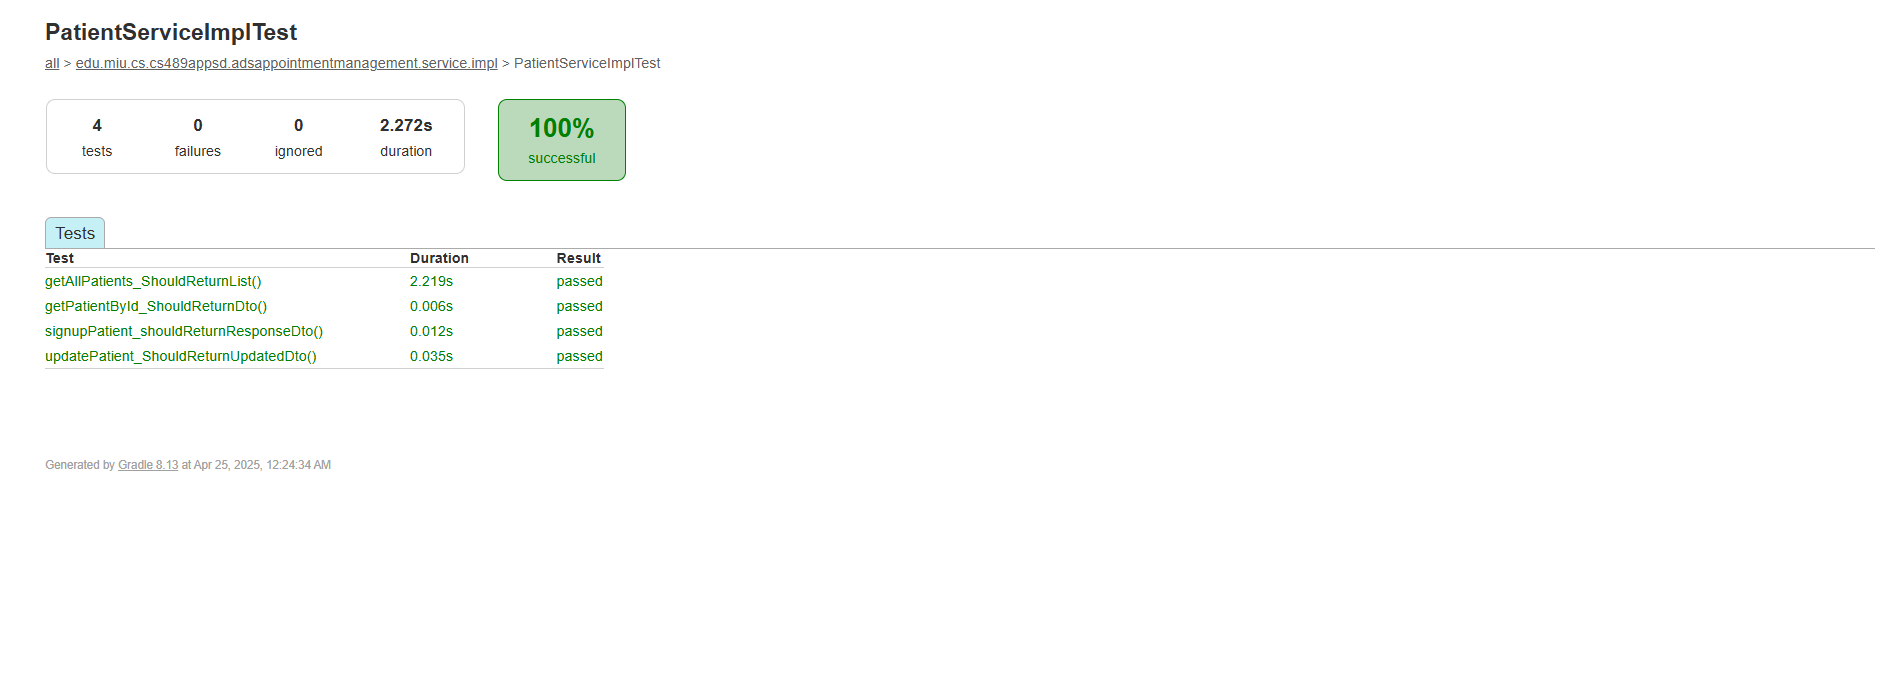 PatientServiceImplTest
all > edu.miu.cs.cs489appsd.adsappointmentmanagement.service.impl > PatientServiceImplTest
4 0 0 2.272s
tests failures ignored duration
100%
successful
Tests
Test Duration Result
getAllPatients_ShouldReturnList() 2.219s passed
getPatientById_ShouldReturnDto() 0.006s passed
signupPatient_shouldReturnResponseDto() 0.012s passed
updatePatient_ShouldReturnUpdatedDto() 0.035s passed
Generated by Gradle 8.13 at Apr 25, 2025, 12:24:34 AM